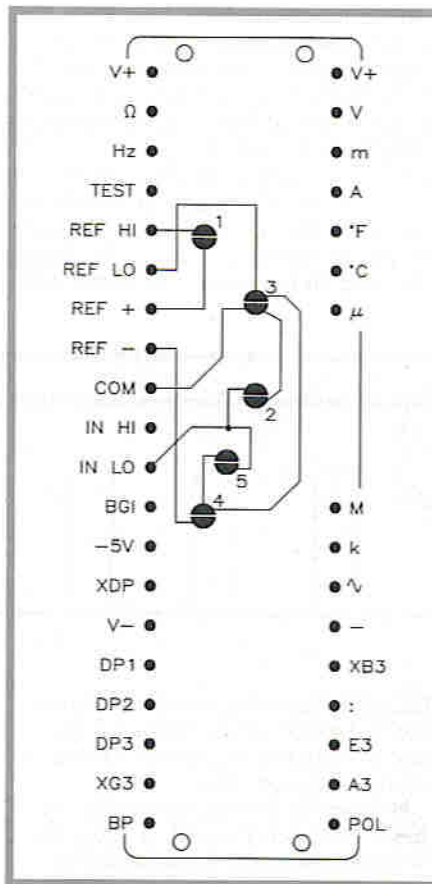 V+ V+
Ω V
Hz m
TEST A
REF HI 1 °F
REF LO °C
3
REF + μ
REF −
COM
2
IN HI
IN LO
5
BGI 4 M
−5V k
XDP ∿
V− −
DP1 XB3
DP2 :
DP3 E3
XG3 A3
BP POL